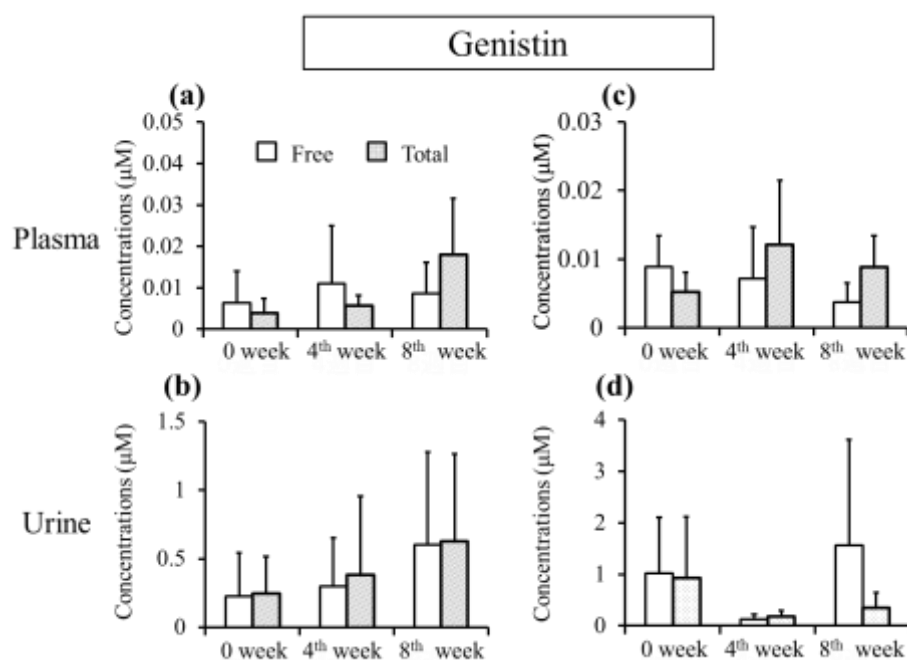 Genistin
(a)
Concentrations (μM)
0.05
0.04
0.03
0.02
0.01
0
Free
Total
0 week
4th week
8th week
(c)
Concentrations (μM)
0.03
0.02
0.01
0
0 week
4th week
8th week
Plasma
(b)
Concentrations (μM)
1.5
1
0.5
0
0 week
4th week
8th week
(d)
Concentrations (μM)
4
3
2
1
0
0 week
4th week
8th week
Urine